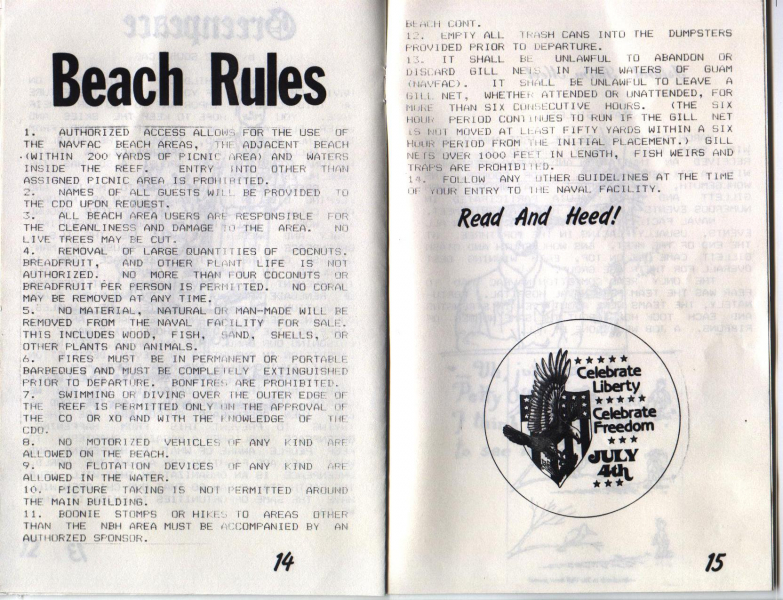 Beach Rules
1. AUTHORIZED ACCESS ALLOWS FOR THE USE OF
THE NAVFAC BEACH AREAS, THE ADJACENT BEACH
(WITHIN 200 YARDS OF PICNIC AREA) AND WATERS
INSIDE THE REEF. ENTRY INTO OTHER THAN
ASSIGNED PICNIC AREA IS PROHIBITED.
2. NAMES OF ALL GUESTS WILL BE PROVIDED TO
THE CDO UPON REQUEST.
3. ALL BEACH AREA USERS ARE RESPONSIBLE FOR
THE CLEANLINESS AND DAMAGE TO THE AREA. NO
LIVE TREES MAY BE CUT.
4. REMOVAL OF LARGE QUANTITIES OF COCNUTS,
BREADFRUIT, AND OTHER PLANT LIFE IS NOT
AUTHORIZED. NO MORE THAN FOUR COCONUTS OR
BREADFRUIT PER PERSON IS PERMITTED. NO CORAL
MAY BE REMOVED AT ANY TIME.
5. NO MATERIAL, NATURAL OR MAN-MADE WILL BE
REMOVED FROM THE NAVAL FACILITY FOR SALE.
THIS INCLUDES WOOD, FISH, SAND, SHELLS, OR
OTHER PLANTS AND ANIMALS.
6. FIRES MUST BE IN PERMANENT OR PORTABLE
BARBEQUES AND MUST BE COMPLETELY EXTINGUISHED
PRIOR TO DEPARTURE. BONFIRES ARE PROHIBITED.
7. SWIMMING OR DIVING OVER THE OUTER EDGE OF
THE REEF IS PERMITTED ONLY ON THE APPROVAL OF
THE CO OR XO AND WITH THE KNOWLEDGE OF THE
CDO.
8. NO MOTORIZED VEHICLES OF ANY KIND ARE
ALLOWED ON THE BEACH.
9. NO FLOTATION DEVICES OF ANY KIND ARE
ALLOWED IN THE WATER.
10. PICTURE TAKING IS NOT PERMITTED AROUND
THE MAIN BUILDING.
11. BOONIE STOMPS OR HIKES TO AREAS OTHER
THAN THE NBH AREA MUST BE ACCOMPANIED BY AN
AUTHORZED SPONSOR.
14
BEACH CONT.
12. EMPTY ALL TRASH CANS INTO THE DUMPSTERS
PROVIDED PRIOR TO DEPARTURE.
13. IT SHALL BE UNLAWFUL TO ABANDON OR
DISCARD GILL NETS IN THE WATERS OF GUAM
(NAVFAC). IT SHALL BE UNLAWFUL TO LEAVE A
GILL NET, WHETHER ATTENDED OR UNATTENDED, FOR
MORE THAN SIX CONSECUTIVE HOURS. (THE SIX
HOUR PERIOD CONTINUES TO RUN IF THE GILL NET
IS NOT MOVED AT LEAST FIFTY YARDS WITHIN A SIX
HOUR PERIOD FROM THE INITIAL PLACEMENT.) GILL
NETS OVER 1000 FEET IN LENGTH, FISH WEIRS AND
TRAPS ARE PROHIBITED.
14. FOLLOW ANY OTHER GUIDELINES AT THE TIME
OF YOUR ENTRY TO THE NAVAL FACILITY.
Read And Heed!
Celebrate
Liberty
Celebrate
Freedom
JULY
4th
15